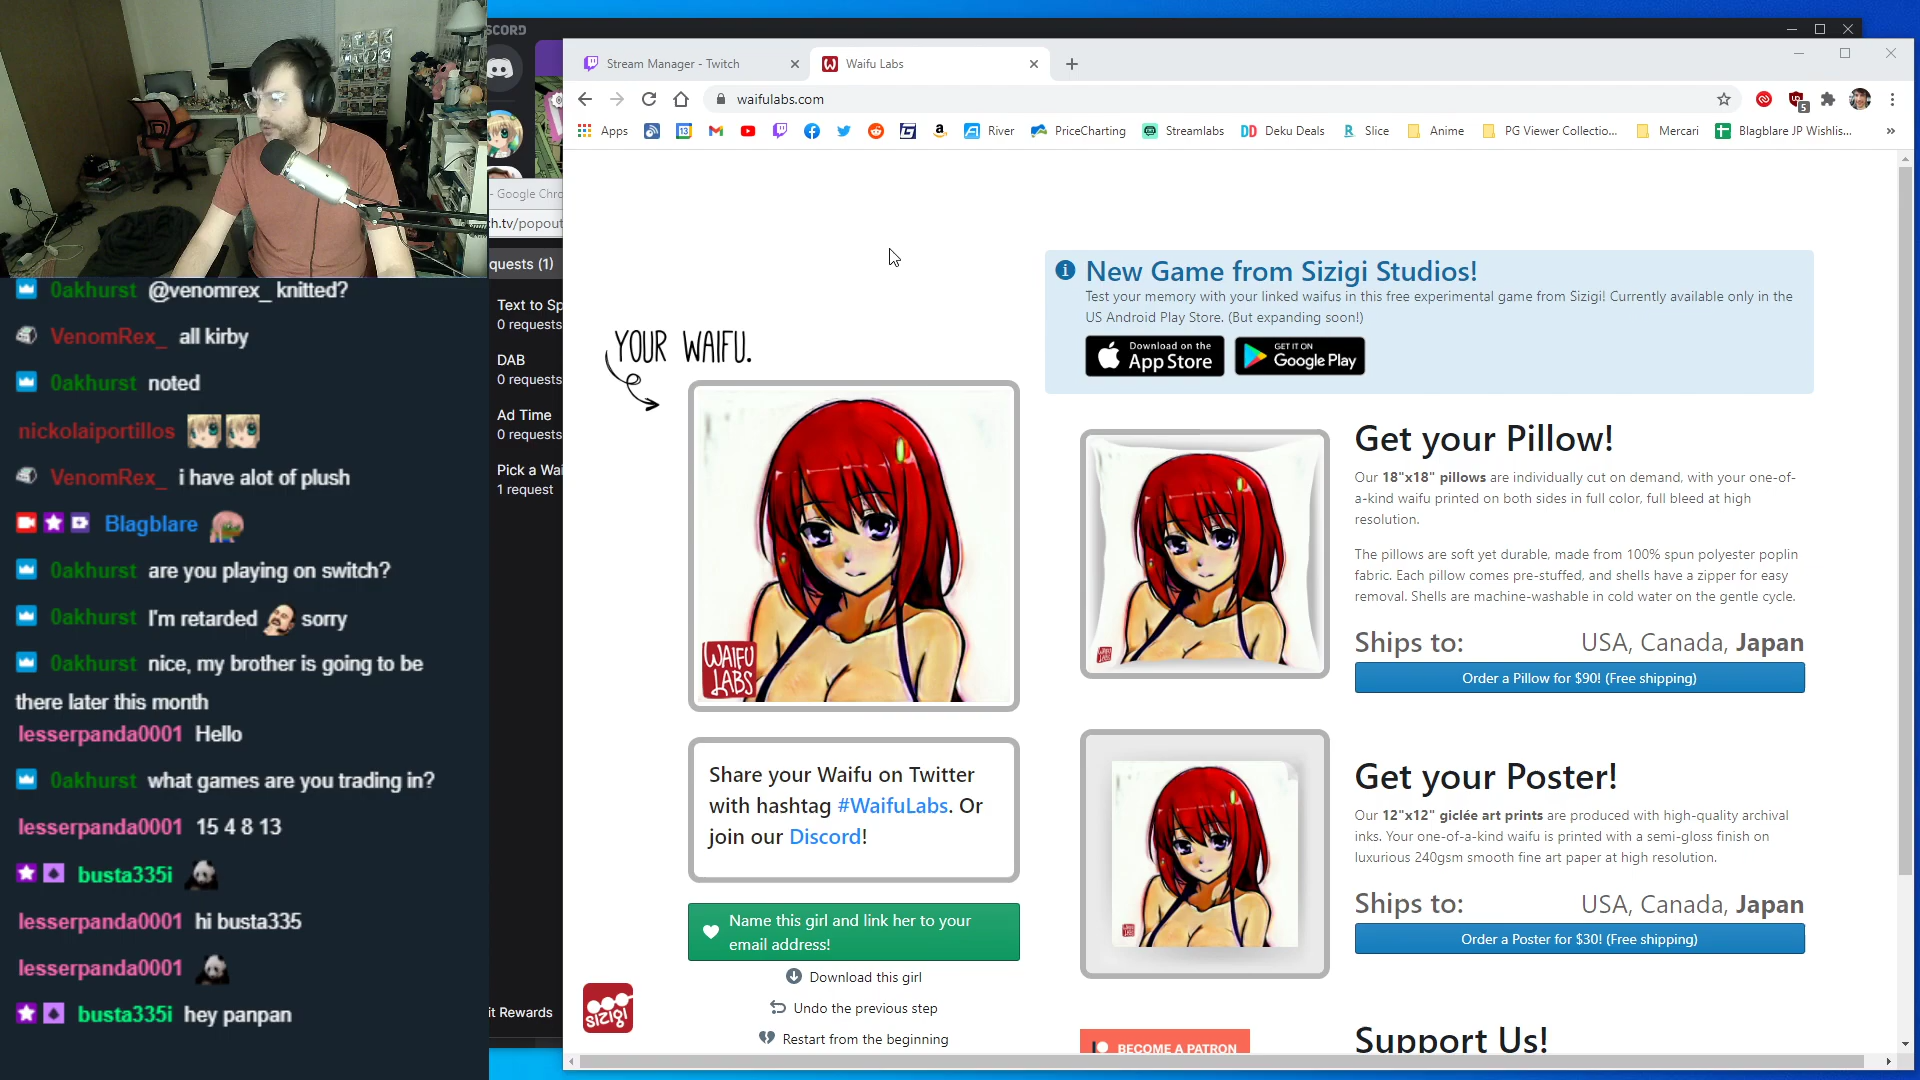 0akhurst @venomrex_ knitted?
VenomRex_ all kirby
0akhurst noted
nickolaiportillos
VenomRex_ i have alot of plush
Blagblare
0akhurst are you playing on switch?
0akhurst I'm retarded sorry
0akhurst nice, my brother is going to be
there later this month
lesserpanda0001 Hello
0akhurst what games are you trading in?
lesserpanda0001 15 4 8 13
busta335i
lesserpanda0001 hi busta335
lesserpanda0001
busta335i hey panpan
SCORD
- Google Chro
h.tv/popout
quests (1)
Text to Sp
0 requests
DAB
0 requests
Ad Time
0 requests
Pick a Wai
1 request
it Rewards
Stream Manager - Twitch
Waifu Labs
waifulabs.com
5
Apps
13
River
PriceCharting
Streamlabs
DD Deku Deals
R Slice
Anime
PG Viewer Collectio...
Mercari
Blagblare JP Wishlis...
»
YOUR WAIFU.
WAIFU
LABS
Share your Waifu on Twitter
with hashtag #WaifuLabs. Or
join our Discord!
Name this girl and link her to your
email address!
Download this girl
Undo the previous step
Restart from the beginning
sizigi
New Game from Sizigi Studios!
Test your memory with your linked waifus in this free experimental game from Sizigi! Currently available only in the
US Android Play Store. (But expanding soon!)
Download on the
App Store
GET IT ON
Google Play
Get your Pillow!
Our 18"x18" pillows are individually cut on demand, with your one-of-
a-kind waifu printed on both sides in full color, full bleed at high
resolution.
The pillows are soft yet durable, made from 100% spun polyester poplin
fabric. Each pillow comes pre-stuffed, and shells have a zipper for easy
removal. Shells are machine-washable in cold water on the gentle cycle.
Ships to: USA, Canada, Japan
Order a Pillow for $90! (Free shipping)
Get your Poster!
Our 12"x12" giclée art prints are produced with high-quality archival
inks. Your one-of-a-kind waifu is printed with a semi-gloss finish on
luxurious 240gsm smooth fine art paper at high resolution.
Ships to: USA, Canada, Japan
Order a Poster for $30! (Free shipping)
BECOME A PATRON
Support Us!